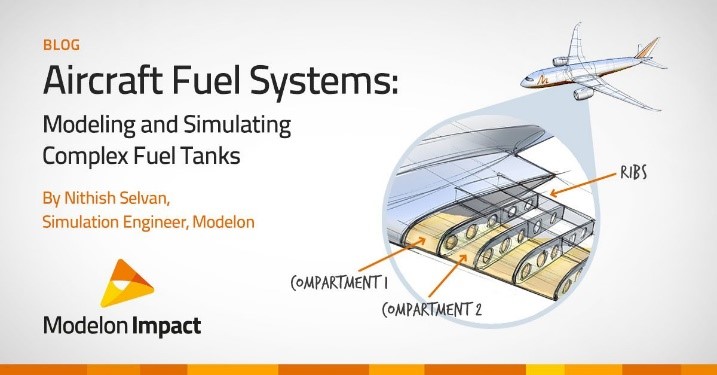 BLOG
Aircraft Fuel Systems:
Modeling and Simulating
Complex Fuel Tanks
By Nithish Selvan,
Simulation Engineer, Modelon
Modelon Impact
RIBS
COMPARTMENT 1
COMPARTMENT 2